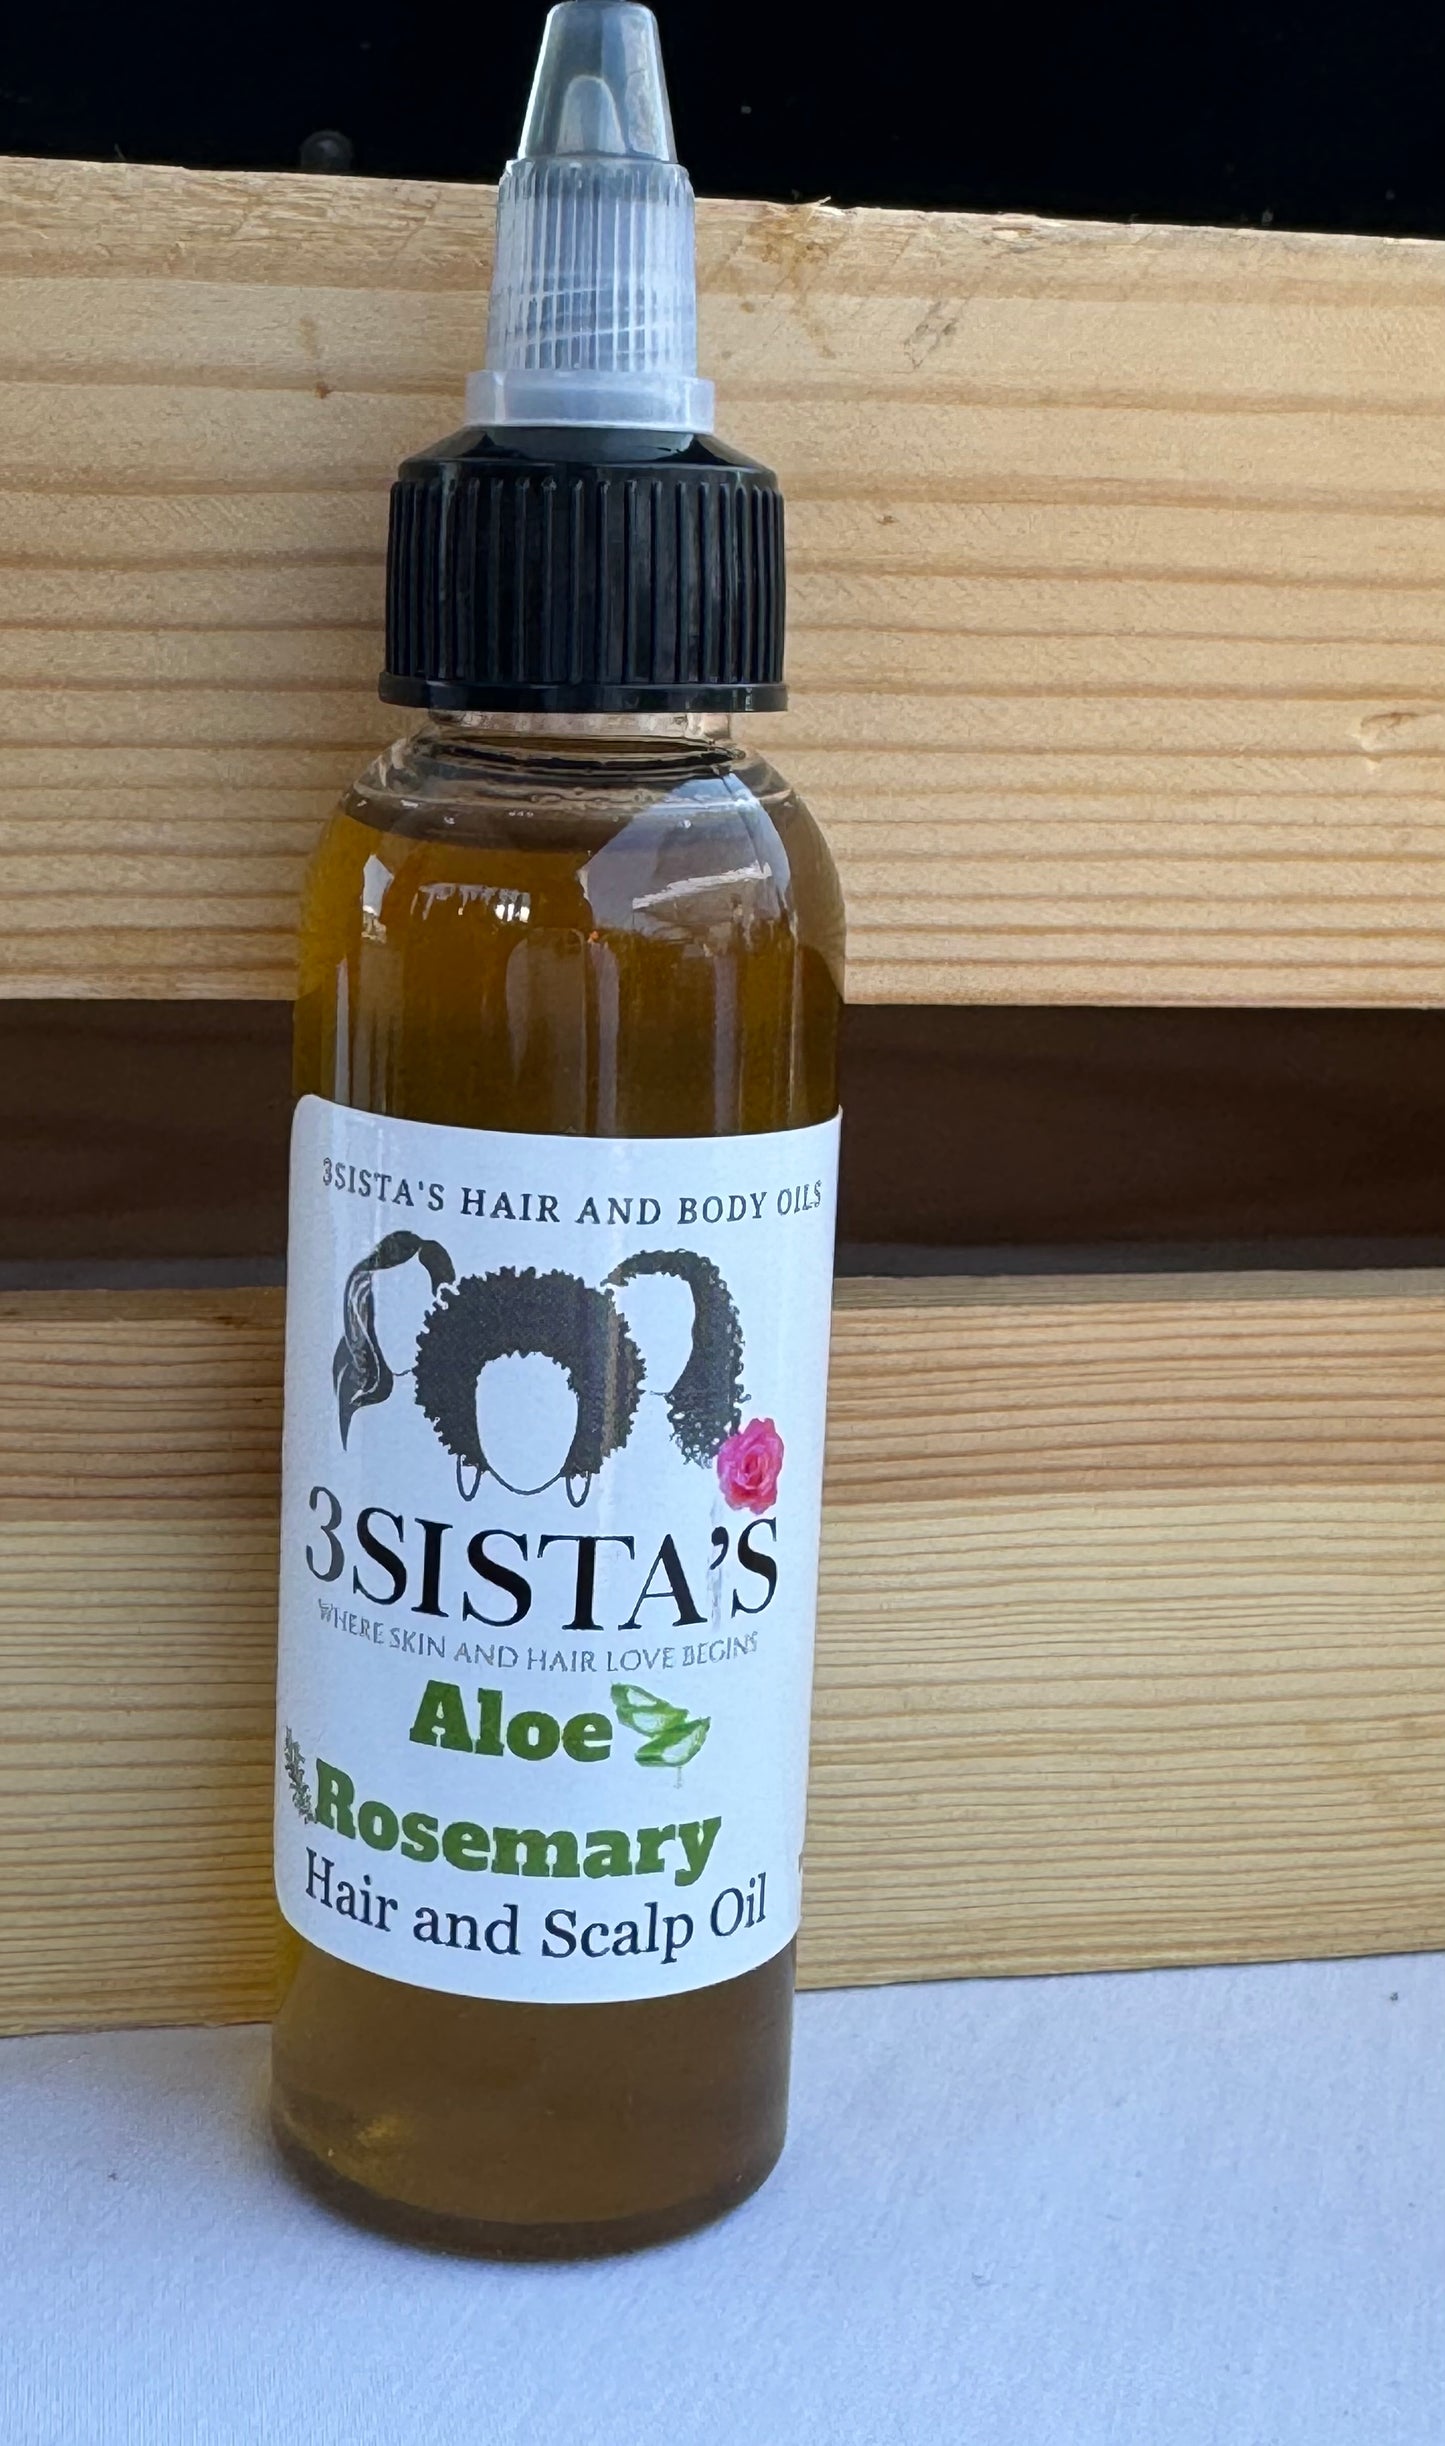 3SISTA'S HAIR AND BODY OILS
3SISTA'S
WHERE SKIN AND HAIR LOVE BEGINS
Aloe
Rosemary
Hair and Scalp Oil